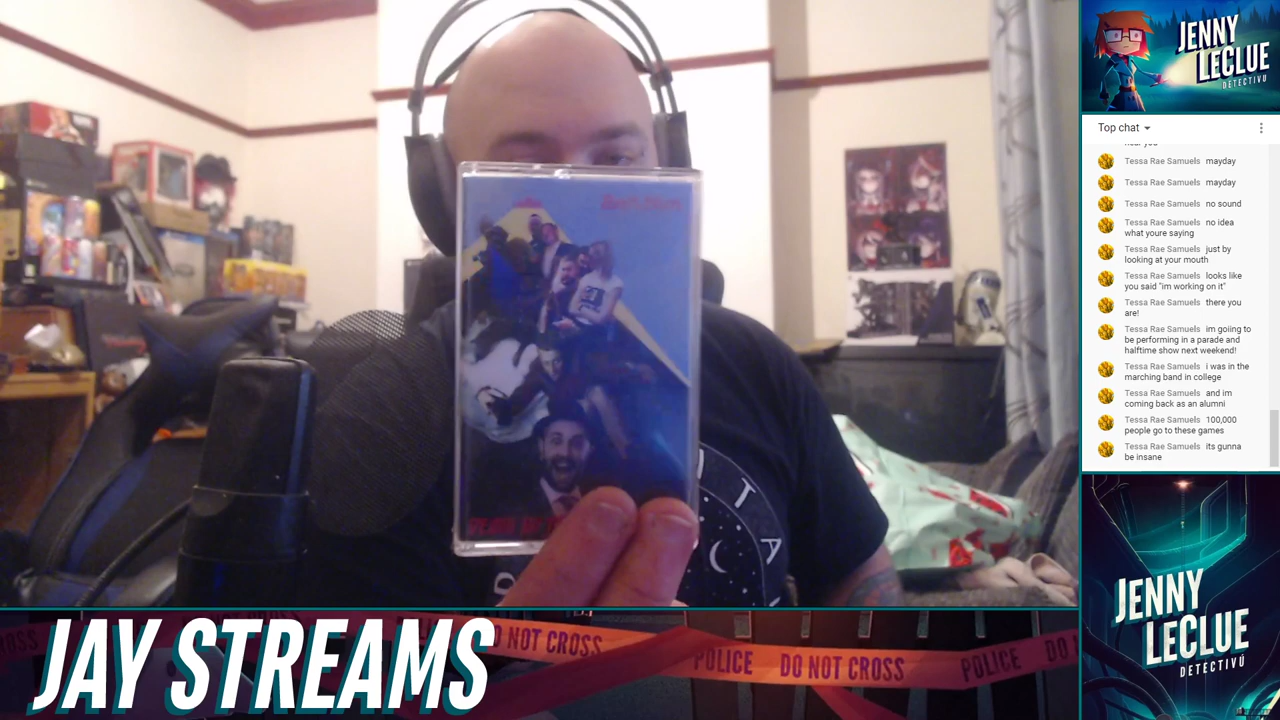 JENNY
LECLUE
DETECTIVÚ
Top chat
Tessa Rae Samuels mayday
Tessa Rae Samuels mayday
Tessa Rae Samuels no sound
Tessa Rae Samuels no idea
what youre saying
Tessa Rae Samuels just by
looking at your mouth
Tessa Rae Samuels looks like
you said "im working on it"
Tessa Rae Samuels there you
are!
Tessa Rae Samuels im goiing to
be performing in a parade and
halftime show next weekend!
Tessa Rae Samuels i was in the
marching band in college
Tessa Rae Samuels and im
coming back as an alumni
Tessa Rae Samuels 100,000
people go to these games
Tessa Rae Samuels its gunna
be insane
JENNY
LECLUE
DETECTIVÚ
T A
JAY STREAMS
DO NOT CROSS
POLICE DO NOT CROSS
POLICE DO